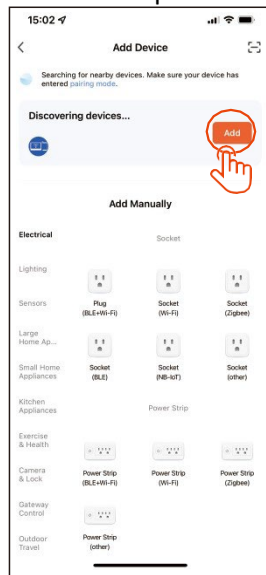 15:02
Add Device
Searching for nearby devices. Make sure your device has
entered pairing mode.
Discovering devices...
Add
Add Manually
Electrical
Socket
Lighting
Sensors
Plug
(BLE+Wi-Fi)
Socket
(Wi-Fi)
Socket
(Zigbee)
Large
Home Ap...
Small Home
Appliances
Socket
(BLE)
Socket
(NB-IoT)
Socket
(other)
Kitchen
Appliances
Power Strip
Exercise
& Health
Camera
& Lock
Power Strip
(BLE+Wi-Fi)
Power Strip
(Wi-Fi)
Power Strip
(Zigbee)
Gateway
Control
Outdoor
Travel
Power Strip
(other)